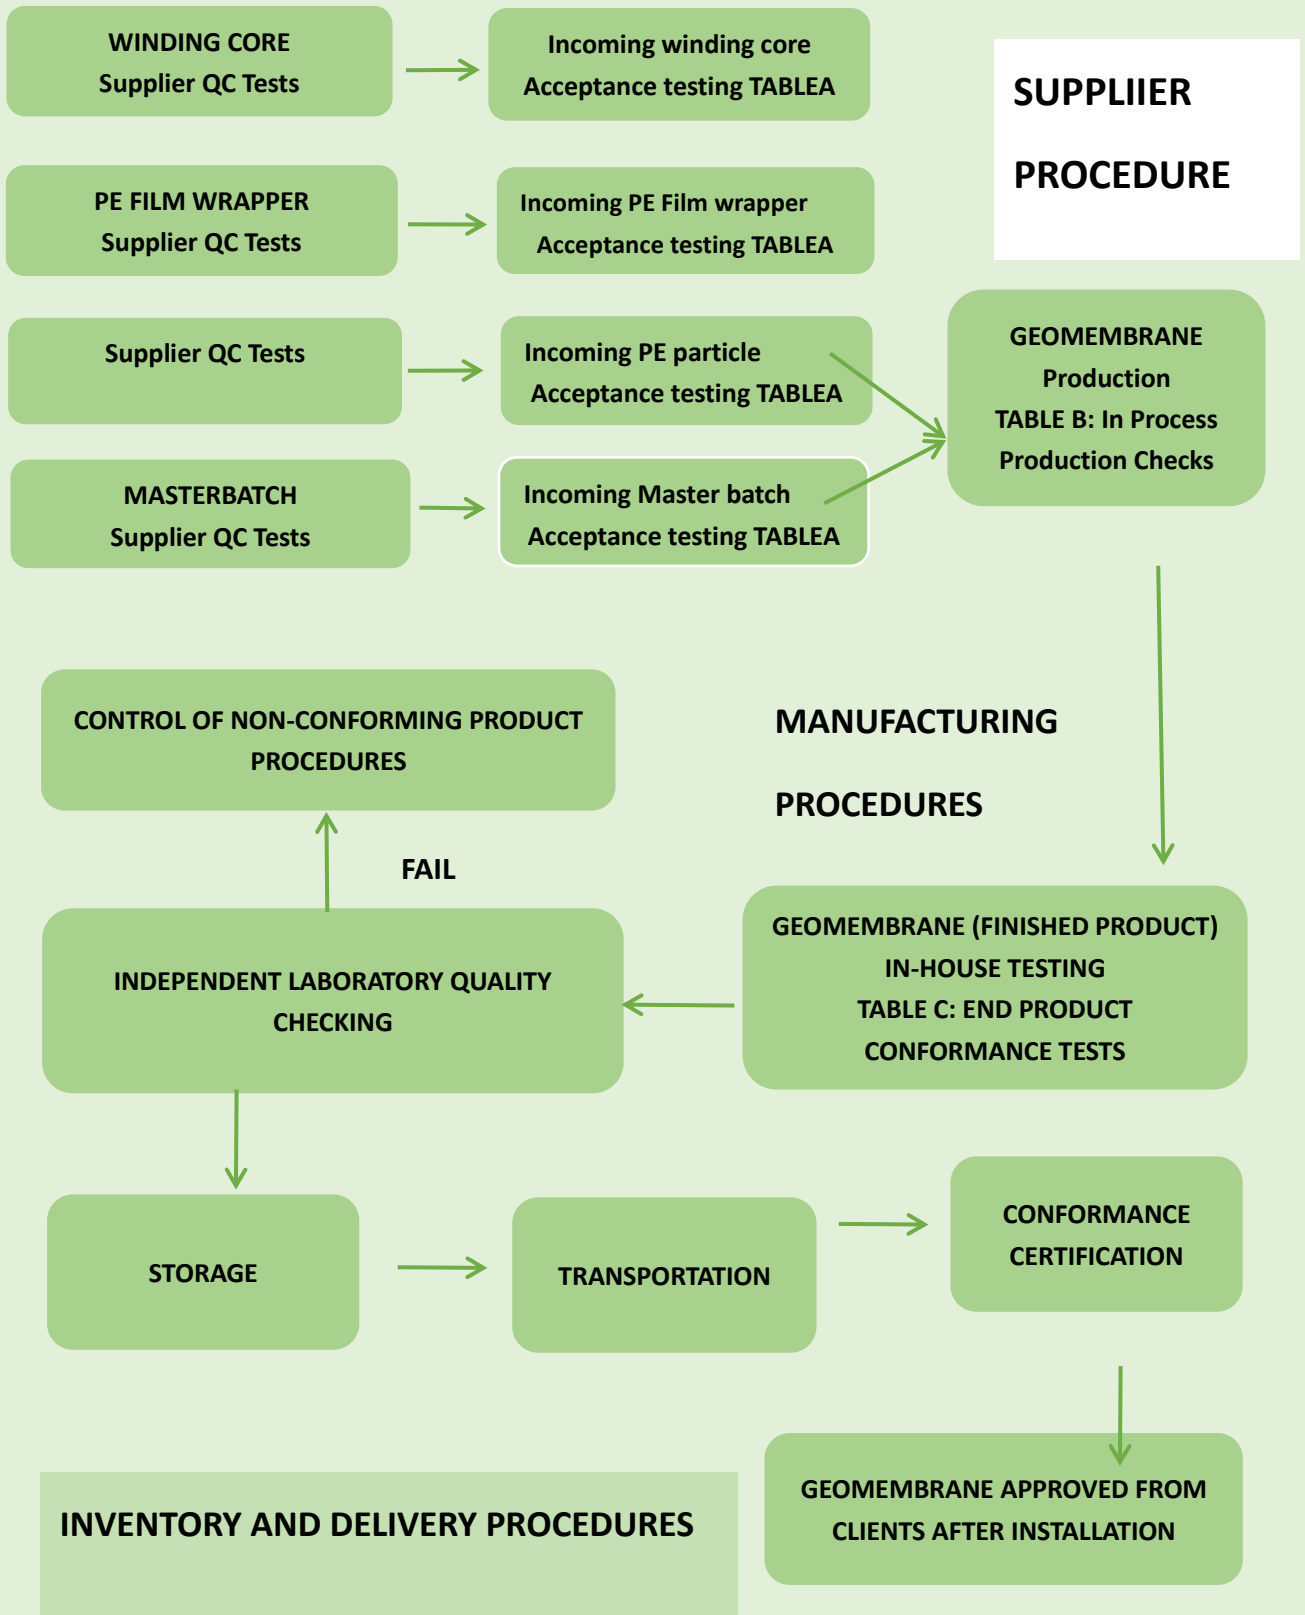 WINDING CORE
Supplier QC Tests
Incoming winding core
Acceptance testing TABLEA
SUPPLIIER
PROCEDURE
PE FILM WRAPPER
Supplier QC Tests
Incoming PE Film wrapper
Acceptance testing TABLEA
Supplier QC Tests
Incoming PE particle
Acceptance testing TABLEA
GEOMEMBRANE
Production
TABLE B: In Process
Production Checks
MASTERBATCH
Supplier QC Tests
Incoming Master batch
Acceptance testing TABLEA
CONTROL OF NON-CONFORMING PRODUCT
PROCEDURES
MANUFACTURING
PROCEDURES
FAIL
INDEPENDENT LABORATORY QUALITY
CHECKING
GEOMEMBRANE (FINISHED PRODUCT)
IN-HOUSE TESTING
TABLE C: END PRODUCT
CONFORMANCE TESTS
STORAGE
TRANSPORTATION
CONFORMANCE
CERTIFICATION
GEOMEMBRANE APPROVED FROM
CLIENTS AFTER INSTALLATION
INVENTORY AND DELIVERY PROCEDURES